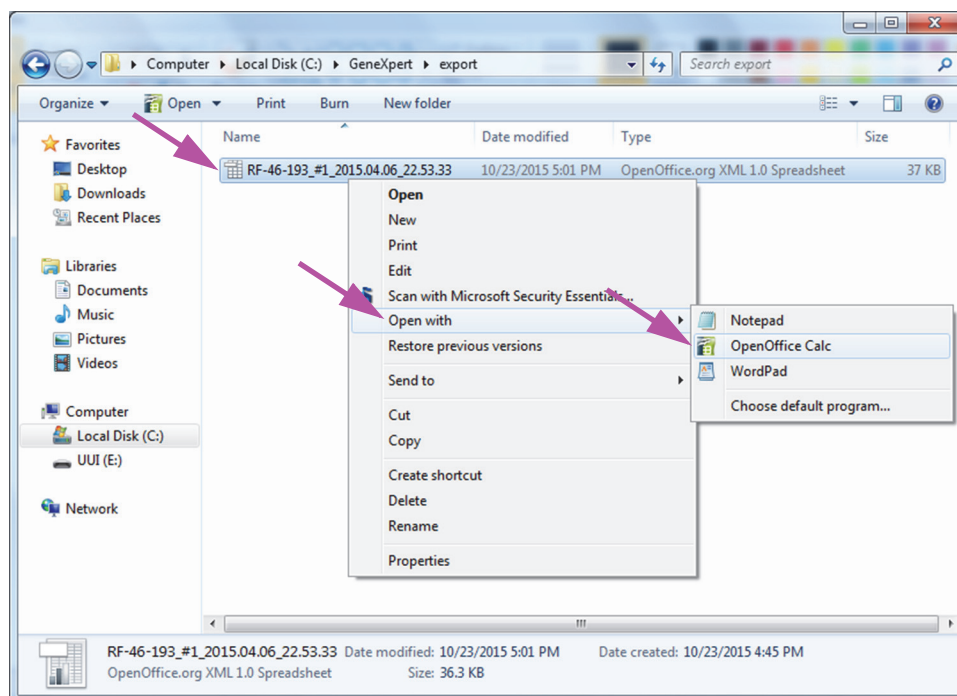 Computer Local Disk (C:) GeneXpert export Search export
Organize Open Print Burn New folder
Name Date modified Type Size
RF-46-193_#1_2015.04.06_22.53.33 10/23/2015 5:01 PM OpenOffice.org XML 1.0 Spreadsheet 37 KB
Favorites
Desktop
Downloads
Recent Places
Libraries
Documents
Music
Pictures
Videos
Computer
Local Disk (C:)
UUI (E:)
Network
Open
New
Print
Edit
Scan with Microsoft Security Essentials...
Open with
Restore previous versions
Send to
Cut
Copy
Create shortcut
Delete
Rename
Properties
Notepad
OpenOffice Calc
WordPad
Choose default program...
RF-46-193_#1_2015.04.06_22.53.33 Date modified: 10/23/2015 5:01 PM Date created: 10/23/2015 4:45 PM
OpenOffice.org XML 1.0 Spreadsheet Size: 36.3 KB